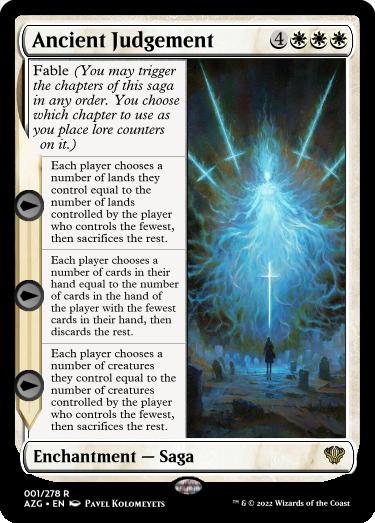 Ancient Judgement 4
Fable (You may trigger
the chapters of this saga
in any order. You choose
which chapter to use as
you place lore counters
on it.)
Each player chooses a
number of lands they
control equal to the
number of lands
controlled by the player
who controls the fewest,
then sacrifices the rest.
Each player chooses a
number of cards in their
hand equal to the number
of cards in the hand of
the player with the fewest
cards in their hand, then
discards the rest.
Each player chooses a
number of creatures
they control equal to the
number of creatures
controlled by the player
who controls the fewest,
then sacrifices the rest.
Enchantment — Saga
001/278 R
AZG • EN Pavel Kolomeyets
™ & © 2022 Wizards of the Coast